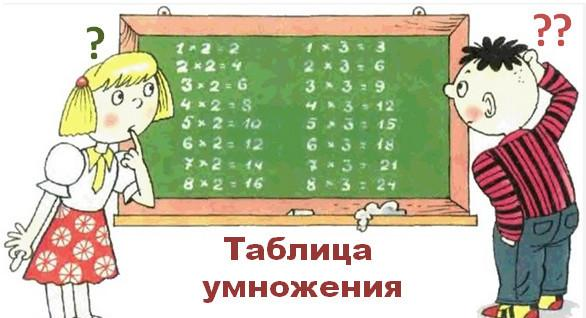 ?
??
1 × 2 = 2 1 × 3 = 3
2 × 2 = 4 2 × 3 = 6
3 × 2 = 6 3 × 3 = 9
4 × 2 = 8 4 × 3 = 12
5 × 2 = 10 5 × 3 = 15
6 × 2 = 12 6 × 3 = 18
7 × 2 = 14 7 × 3 = 21
8 × 2 = 16 8 × 3 = 24
Таблица
умножения